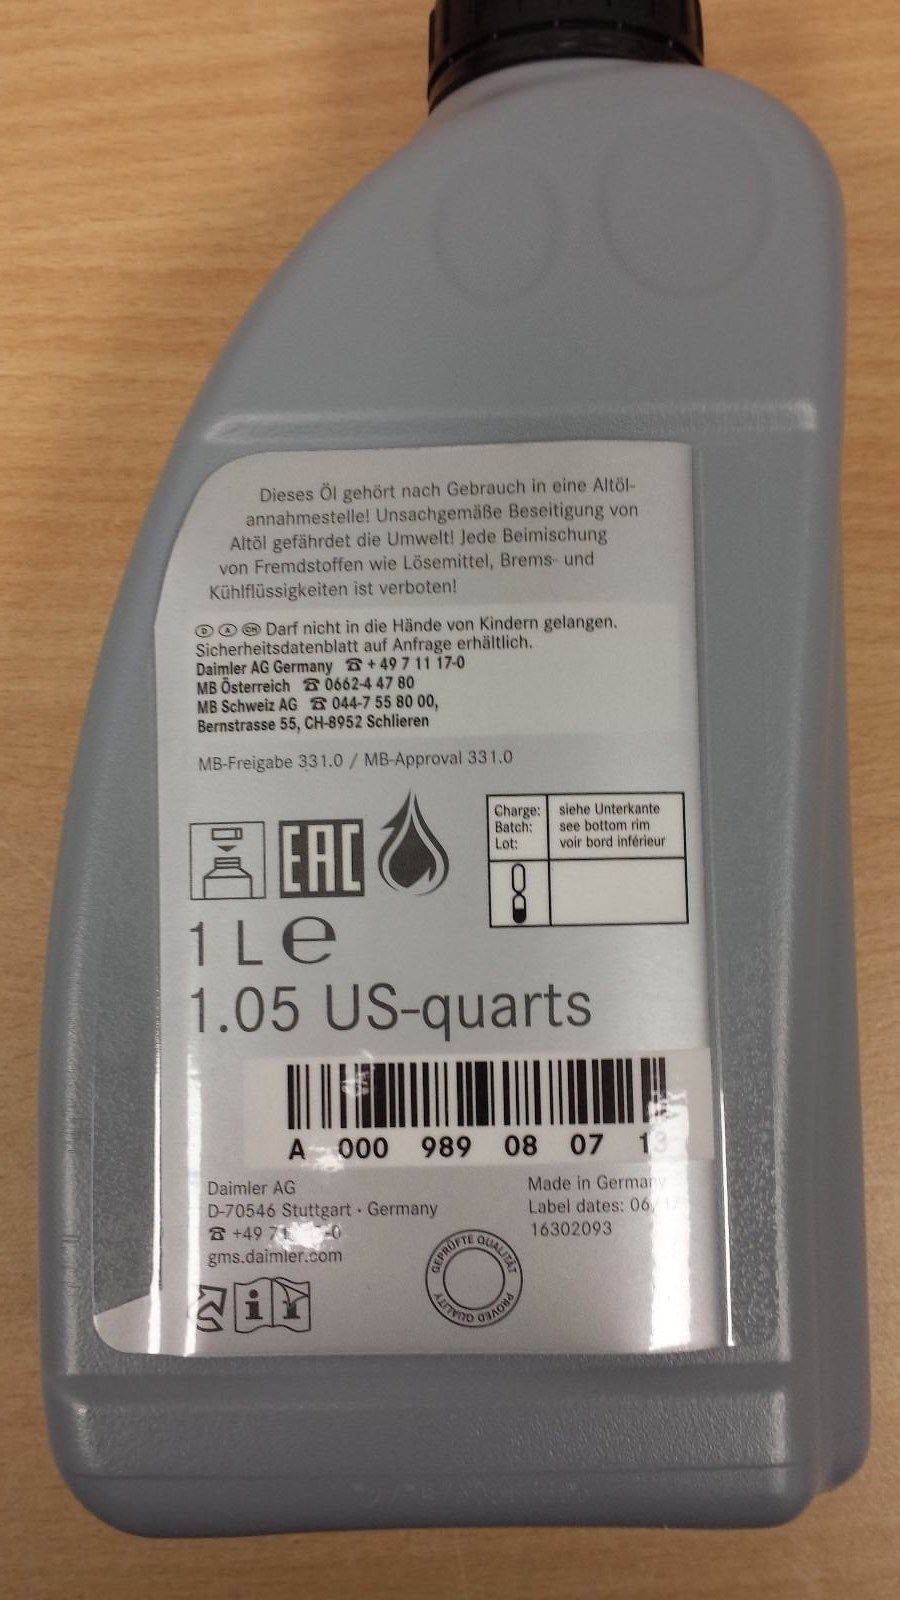 Dieses Öl gehört nach Gebrauch in eine Altöl-
annahmestelle! Unsachgemäße Beseitigung von
Altöl gefährdet die Umwelt! Jede Beimischung
von Fremdstoffen wie Lösemittel, Brems- und
Kühlflüssigkeiten ist verboten!
D A CH Darf nicht in die Hände von Kindern gelangen.
Sicherheitsdatenblatt auf Anfrage erhältlich.
Daimler AG Germany ☎ + 49 7 11 17-0
MB Österreich ☎ 0662-4 47 80
MB Schweiz AG ☎ 044-7 55 80 00,
Bernstrasse 55, CH-8952 Schlieren
MB-Freigabe 331.0 / MB-Approval 331.0
Charge: siehe Unterkante
Batch: see bottom rim
Lot: voir bord inférieur
EAC
1 L e
1.05 US-quarts
A 000 989 08 07 13
Daimler AG
D-70546 Stuttgart · Germany
☎ +49
gms.daimler.com
Made in Germany
Label dates: 06/17
16302093
GEPRÜFTE QUALITÄT
PROVED QUALITY